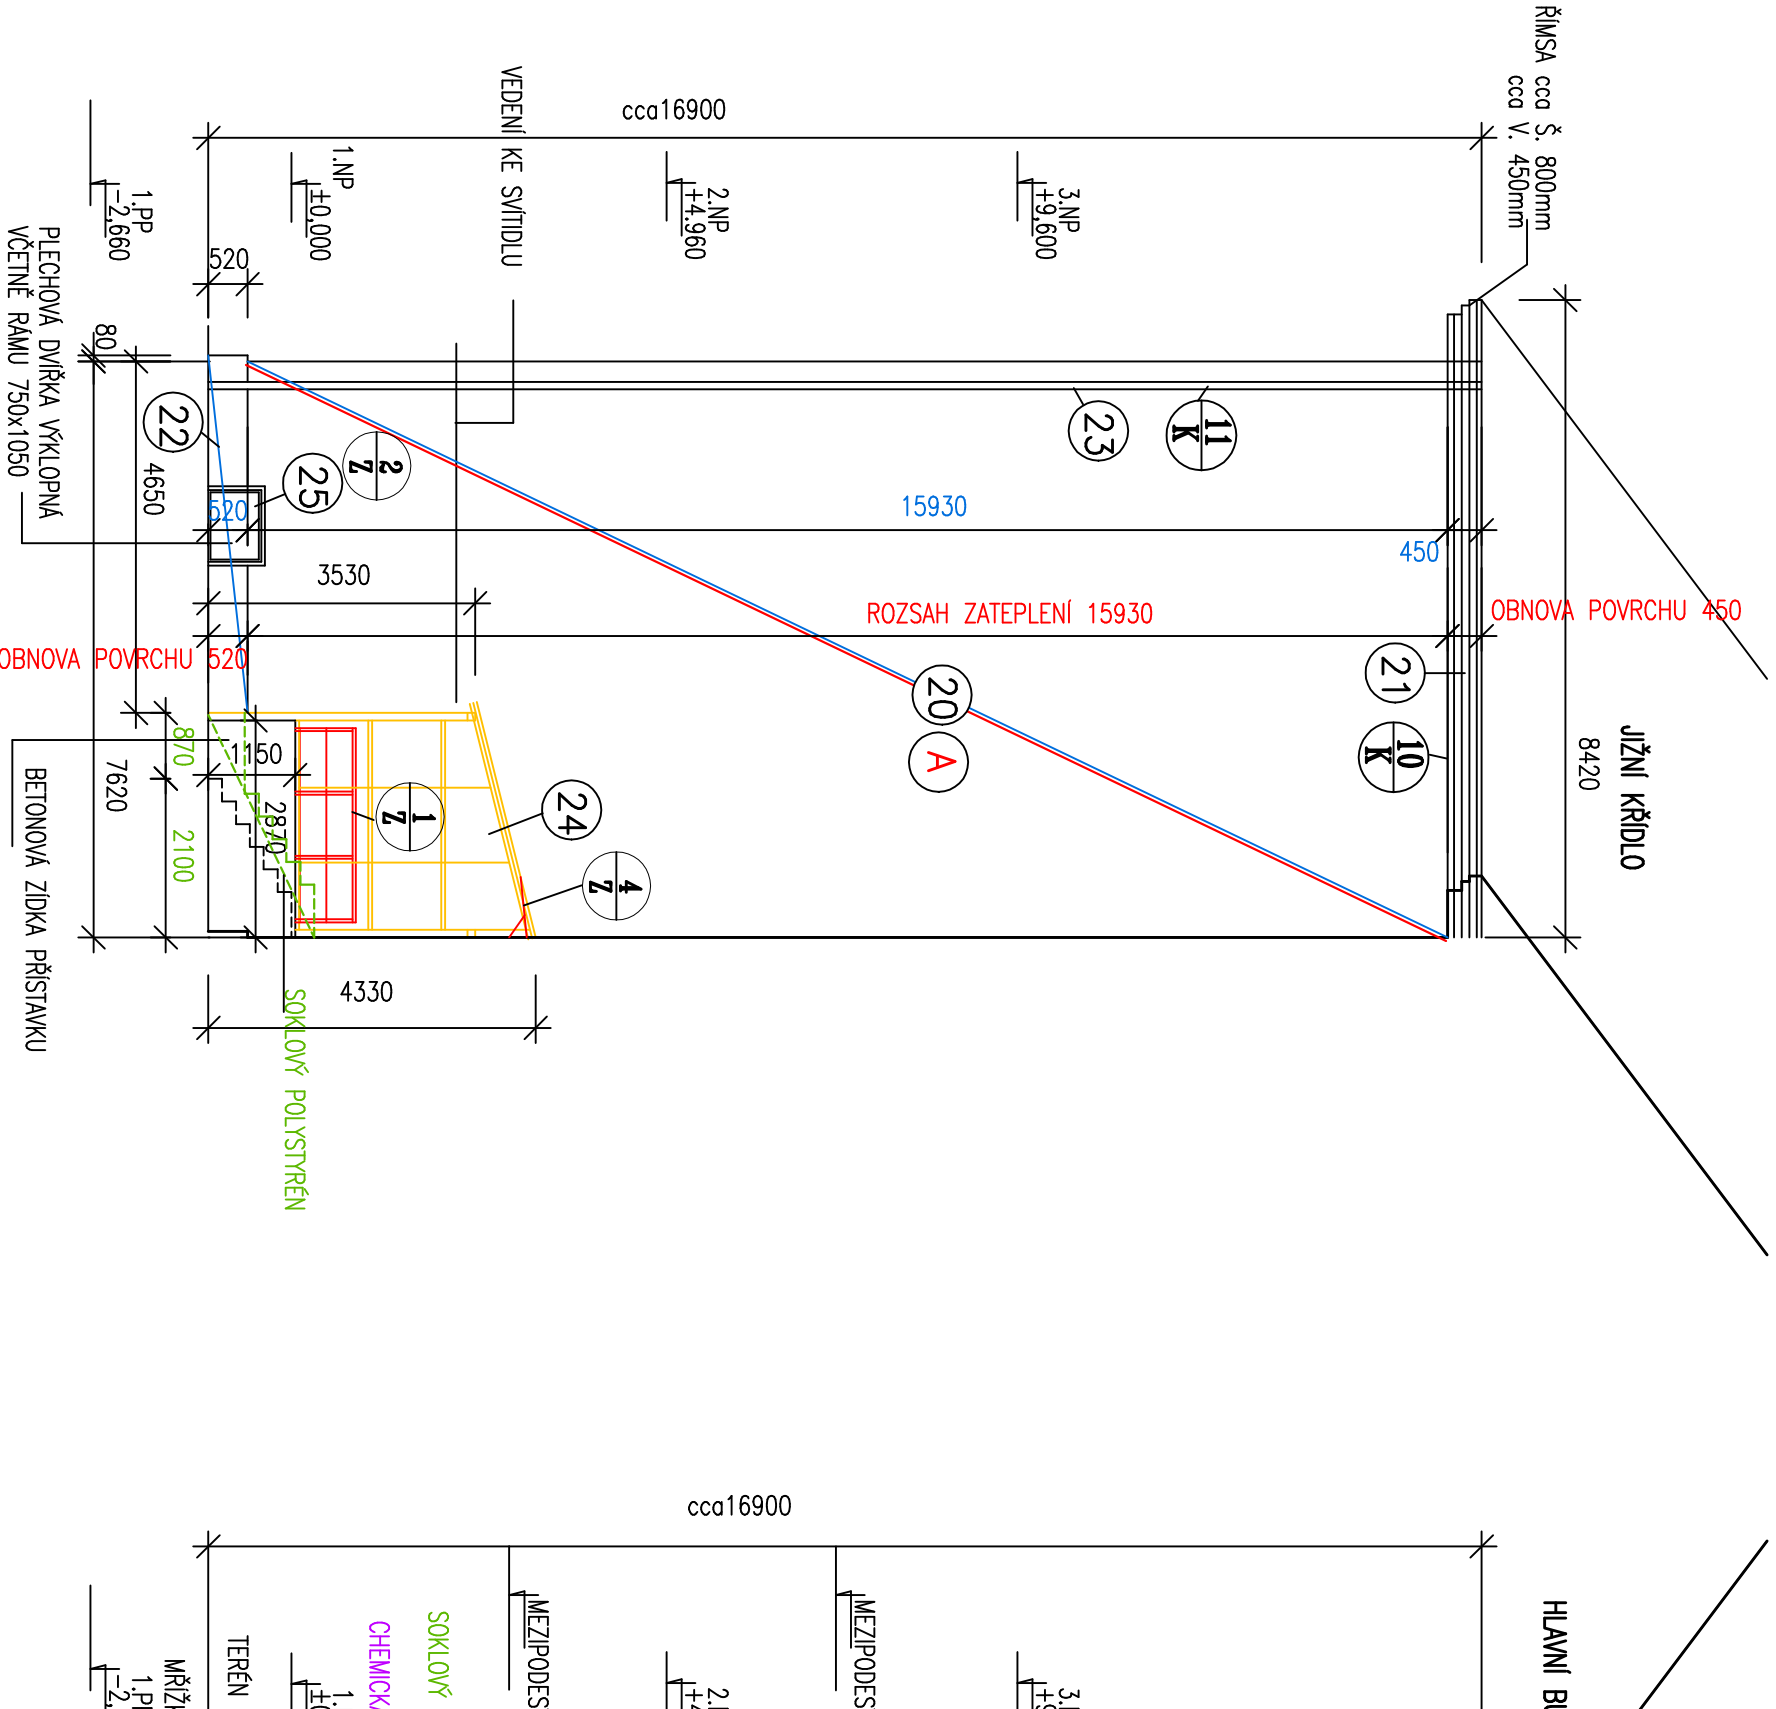 ŘÍMSA cca Š. 800mm
cca V. 450mm
JIŽNÍ KŘÍDLO
8420
cca16900
3.NP
+9,600
2.NP
+4.960
1.NP
±0,000
1.PP
-2,660
VEDENÍ KE SVÍTIDLU
520
80
PLECHOVÁ DVÍŘKA VÝKLOPNÁ
VČETNĚ RÁMU 750x1050
4650
22
25
2
Z
23
11
K
520
15930
450
3530
ROZSAH ZATEPLENÍ 15930
OBNOVA POVRCHU 450
OBNOVA POVRCHU 520
20
A
21
10
K
870
1150
2870
2100
7620
1
Z
24
4
Z
BETONOVÁ ZÍDKA PŘÍSTAVKU
4330
SOKLOVÝ POLYSTYRÉN
cca16900
MEZIPODES
MEZIPODES
SOKLOVÝ
TERÉN
HLAVNÍ